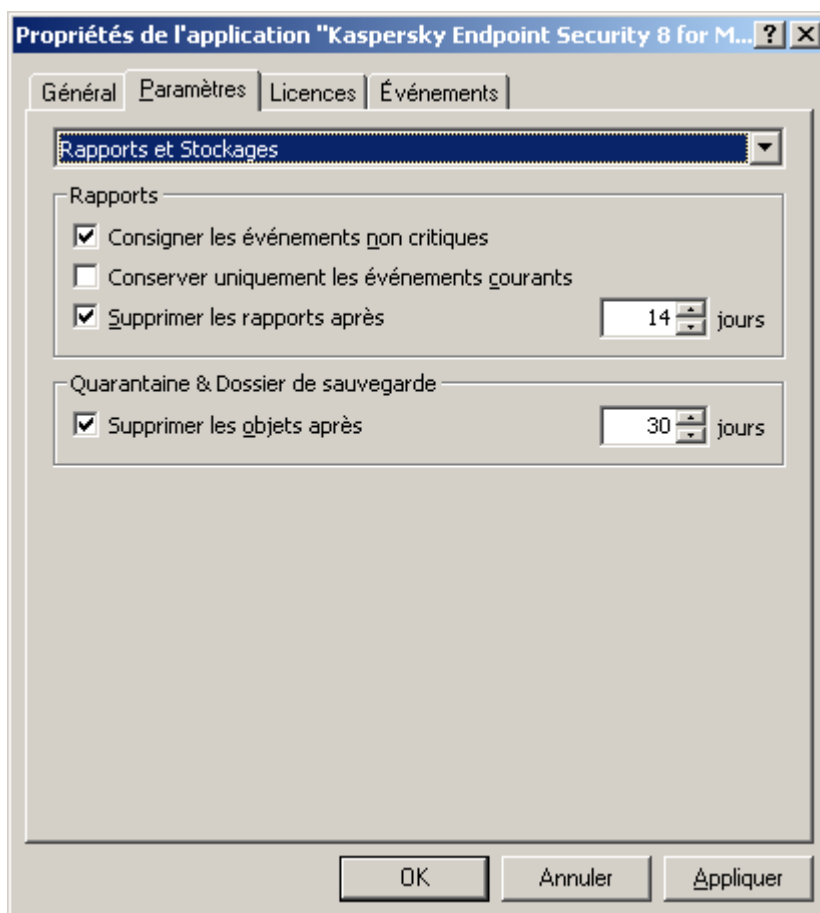 Propriétés de l'application "Kaspersky Endpoint Security 8 for M...
Général Paramètres Licences Événements
Rapports et Stockages
Rapports
Consigner les événements non critiques
Conserver uniquement les événements courants
Supprimer les rapports après 14 jours
Quarantaine & Dossier de sauvegarde
Supprimer les objets après 30 jours
OK Annuler Appliquer